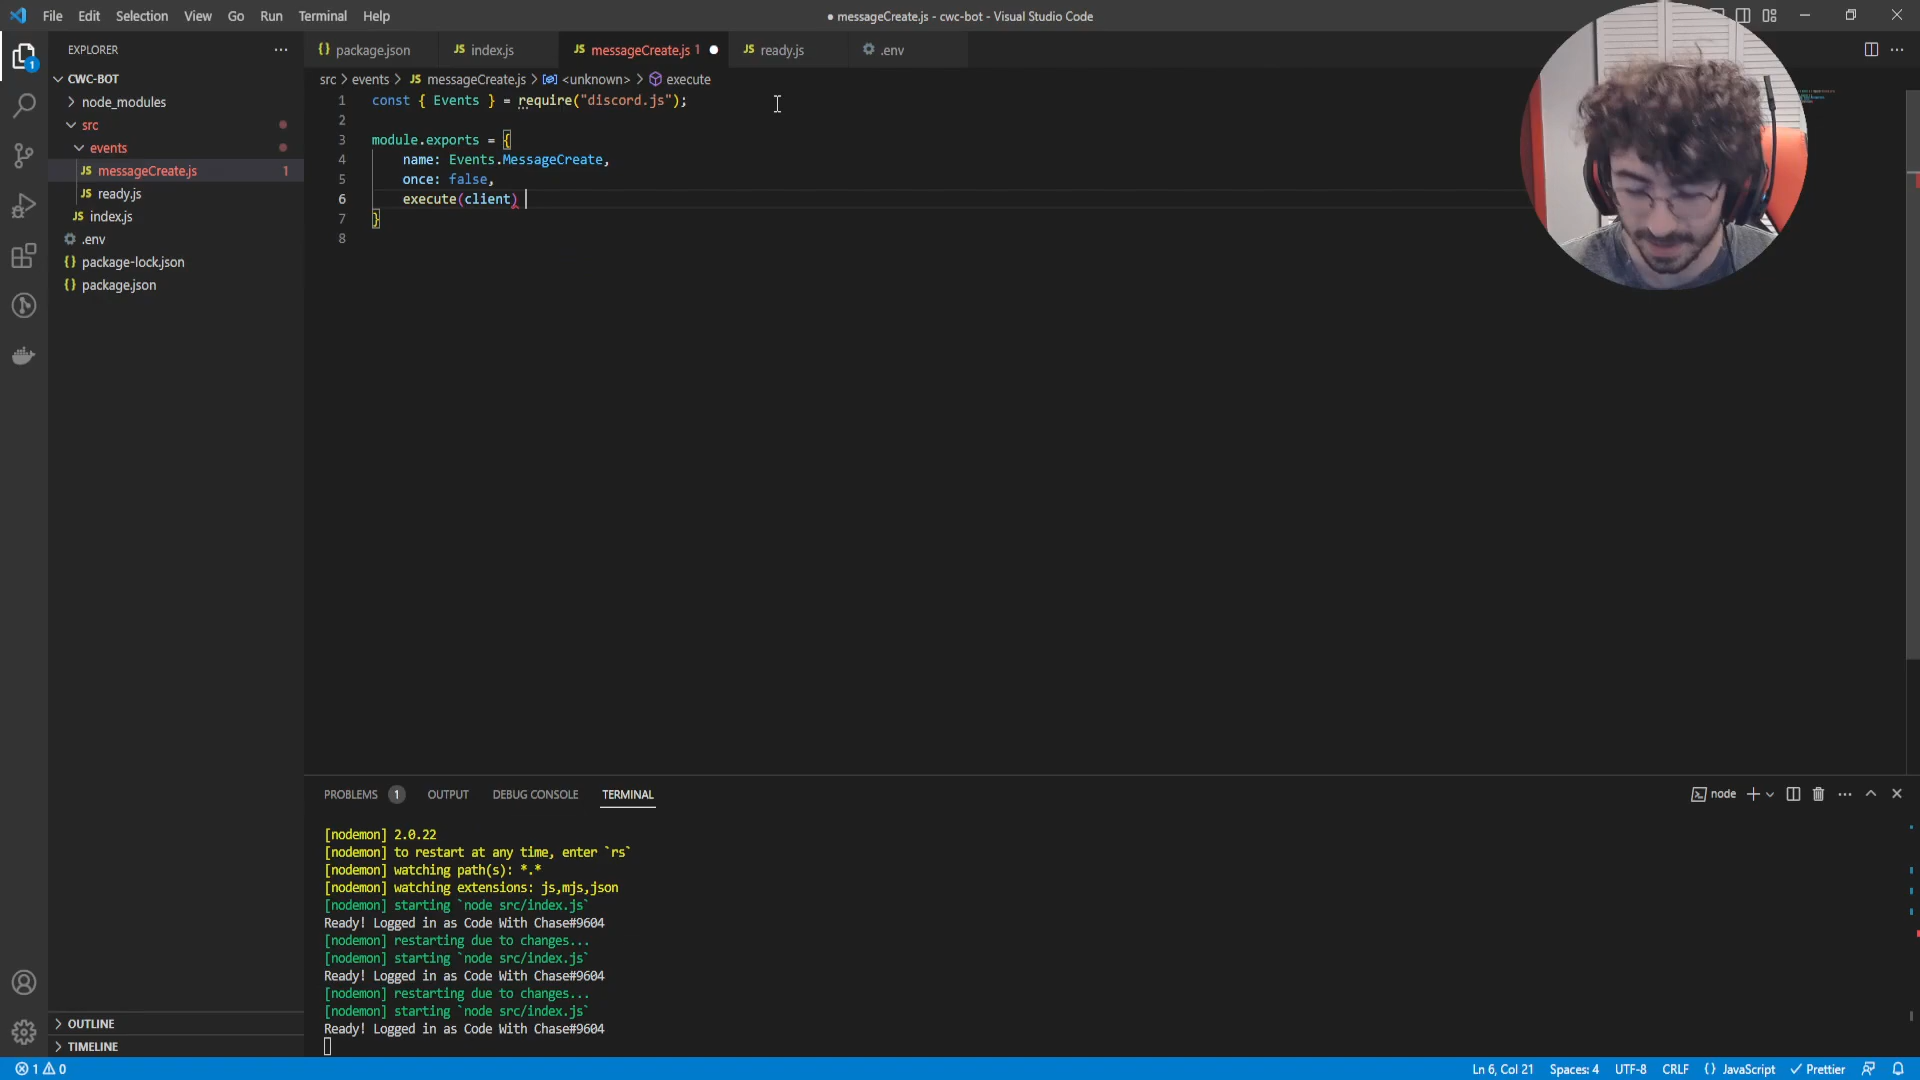 File Edit Selection View Go Run Terminal Help
● messageCreate.js - cwc-bot - Visual Studio Code
EXPLORER
package.json index.js messageCreate.js 1 ready.js .env
CWC-BOT
src > events > JS messageCreate.js > <unknown> > execute
node_modules
src
events
JS messageCreate.js 1
JS ready.js
JS index.js
.env
{} package-lock.json
{} package.json
1 const { Events } = require("discord.js");
2
3 module.exports = {
4 name: Events.MessageCreate,
5 once: false,
6 execute(client)
7 }
8
PROBLEMS 1 OUTPUT DEBUG CONSOLE TERMINAL
node
[nodemon] 2.0.22
[nodemon] to restart at any time, enter `rs`
[nodemon] watching path(s): *.*
[nodemon] watching extensions: js,mjs,json
[nodemon] starting `node src/index.js`
Ready! Logged in as Code With Chase#9604
[nodemon] restarting due to changes...
[nodemon] starting `node src/index.js`
Ready! Logged in as Code With Chase#9604
[nodemon] restarting due to changes...
[nodemon] starting `node src/index.js`
Ready! Logged in as Code With Chase#9604
OUTLINE
TIMELINE
1 0
Ln 6, Col 21 Spaces: 4 UTF-8 CRLF {} JavaScript Prettier